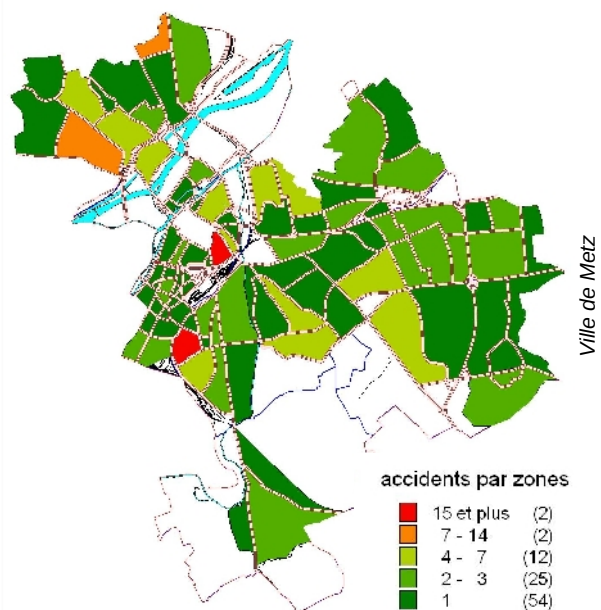 Ville de Metz
accidents par zones
15 et plus (2)
7 - 14 (2)
4 - 7 (12)
2 - 3 (25)
1 (54)